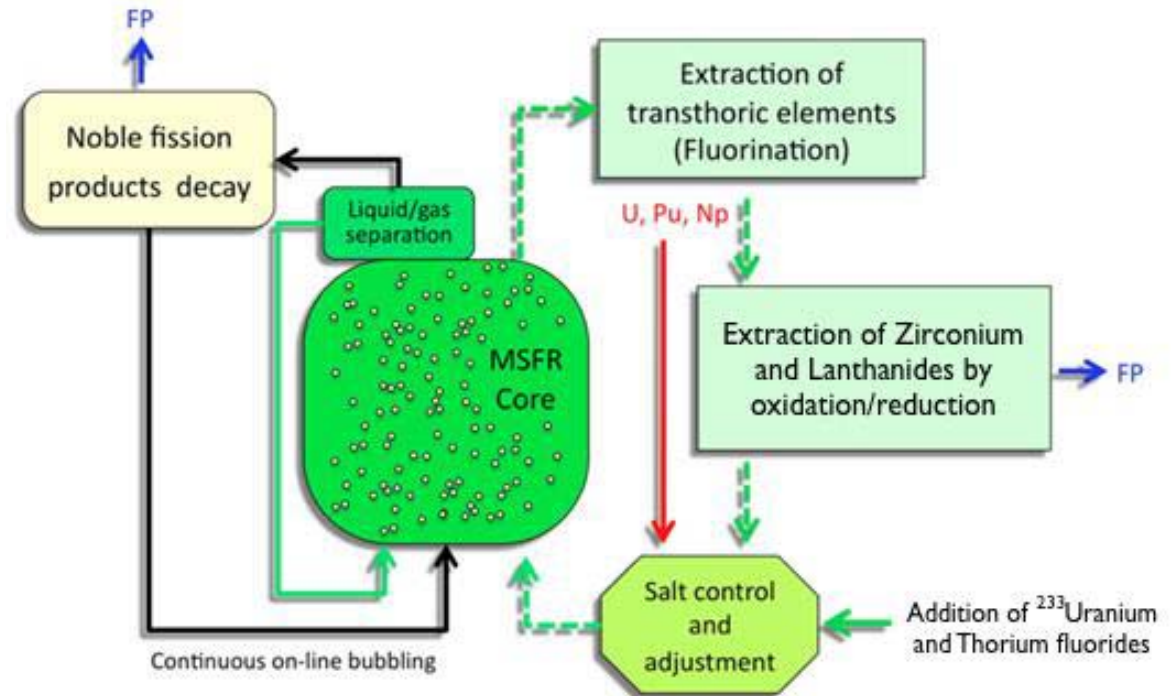 FP
Noble fission
products decay
Liquid/gas
separation
MSFR
Core
Continuous on-line bubbling
Extraction of
transthoric elements
(Fluorination)
U, Pu, Np
Extraction of Zirconium
and Lanthanides by
oxidation/reduction
FP
Salt control
and
adjustment
Addition of ²³³Uranium
and Thorium fluorides